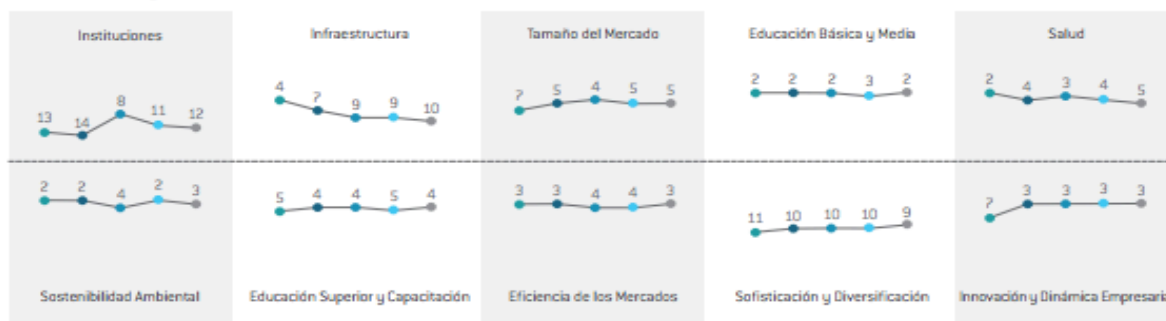 Instituciones
13 14 8 11 12
Infraestructura
4 7 9 9 10
Tamaño del Mercado
7 5 4 5 5
Educación Básica y Media
2 2 2 3 2
Salud
2 4 3 4 5
2 2 4 2 3
Sostenibilidad Ambiental
5 4 4 5 4
Educación Superior y Capacitación
3 3 4 4 3
Eficiencia de los Mercados
11 10 10 10 9
Sofisticación y Diversificación
7 3 3 3 3
Innovación y Dinámica Empresaria